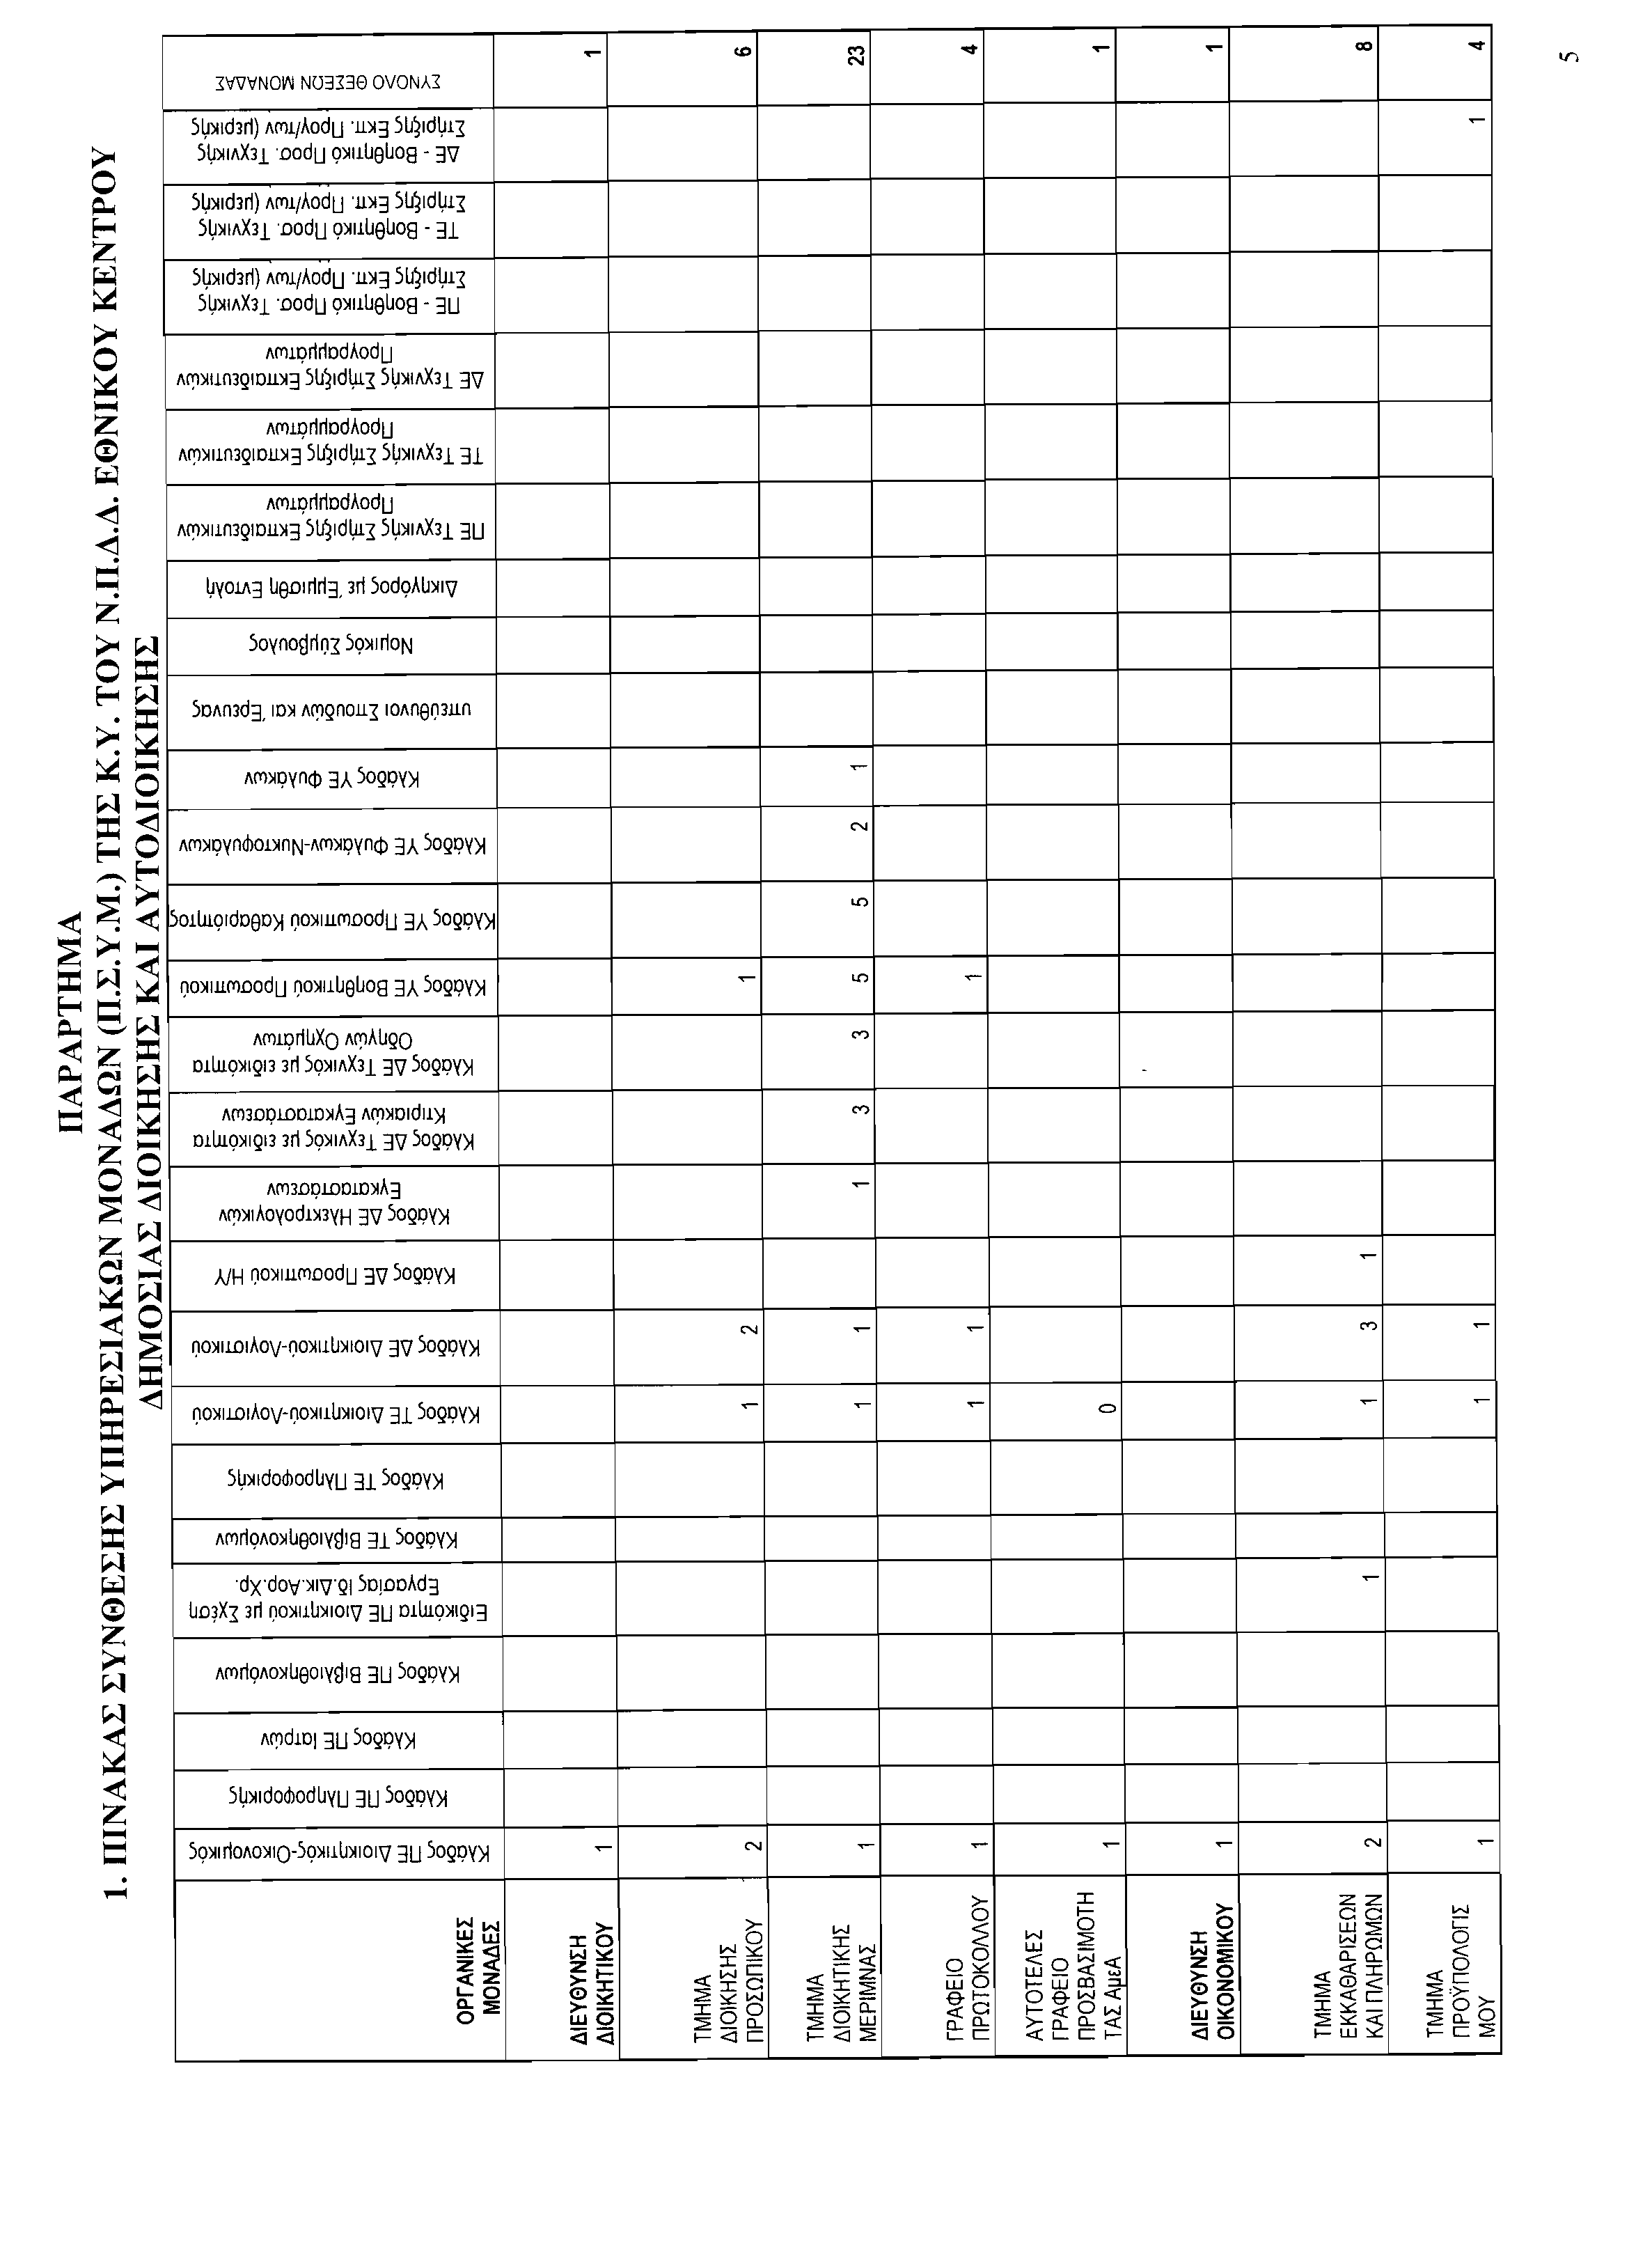 ΠΑΡΑΡΤΗΜΑ
1. ΠΙΝΑΚΑΣ ΣΥΝΘΕΣΗΣ ΥΠΗΡΕΣΙΑΚΩΝ ΜΟΝΑΔΩΝ (Π.Σ.Υ.Μ.) ΤΗΣ Κ.Υ. ΤΟΥ Ν.Π.Δ.Δ. ΕΘΝΙΚΟΥ ΚΕΝΤΡΟΥ
ΔΗΜΟΣΙΑΣ ΔΙΟΙΚΗΣΗΣ ΚΑΙ ΑΥΤΟΔΙΟΙΚΗΣΗΣ
ΟΡΓΑΝΙΚΕΣ
ΜΟΝΑΔΕΣ
Κλάδος ΠΕ Διοικητικός-Οικονομικός
Κλάδος ΠΕ Πληροφορικής
Κλάδος ΠΕ Ιατρών
Κλάδος ΠΕ Βιβλιοθηκονόμων
Ειδικότητα ΠΕ Διοικητικού με Σχέση
Εργασίας Ιδ.Δικ.Αορ.Χρ.
Κλάδος ΤΕ Βιβλιοθηκονόμων
Κλάδος ΤΕ Πληροφορικής
Κλάδος ΤΕ Διοικητικού-Λογιστικού
Κλάδος ΔΕ Διοικητικού-Λογιστικού
Κλάδος ΔΕ Προσωπικού Η/Υ
Κλάδος ΔΕ Ηλεκτρολογικών
Εγκαταστάσεων
Κλάδος ΔΕ Τεχνικός με ειδικότητα
Κτιριακών Εγκαταστάσεων
Κλάδος ΔΕ Τεχνικός με ειδικότητα
Οδηγών Οχημάτων
Κλάδος ΥΕ Βοηθητικού Προσωπικού
Κλάδος ΥΕ Προσωπικού Καθαριότητος
Κλάδος ΥΕ Φυλάκων-Νυκτοφυλάκων
Κλάδος ΥΕ Φυλάκων
υπεύθυνοι Σπουδών και Έρευνας
Νομικός Σύμβουλος
Δικηγόρος με Έμμισθη Εντολή
ΠΕ Τεχνικής Στήριξης Εκπαιδευτικών
Προγραμμάτων
ΤΕ Τεχνικής Στήριξης Εκπαιδευτικών
Προγραμμάτων
ΔΕ Τεχνικής Στήριξης Εκπαιδευτικών
Προγραμμάτων
ΠΕ - Βοηθητικό Προσ. Τεχνικής
Στήριξης Εκπ. Προγ/των (μερικής
ΤΕ - Βοηθητικό Προσ. Τεχνικής
Στήριξης Εκπ. Προγ/των (μερικής
ΔΕ - Βοηθητικό Προσ. Τεχνικής
Στήριξης Εκπ. Προγ/των (μερικής
ΣΥΝΟΛΟ ΘΕΣΕΩΝ ΜΟΝΑΔΑΣ
ΔΙΕΥΘΥΝΣΗ
ΔΙΟΙΚΗΤΙΚΟΥ
1 1
ΤΜΗΜΑ
ΔΙΟΙΚΗΣΗΣ
ΠΡΟΣΩΠΙΚΟΥ
2 1 2 1 6
ΤΜΗΜΑ
ΔΙΟΙΚΗΤΙΚΗΣ
ΜΕΡΙΜΝΑΣ
1 1 1 1 3 3 5 5 2 1 23
ΓΡΑΦΕΙΟ
ΠΡΩΤΟΚΟΛΛΟΥ
1 1 1 1 4
ΑΥΤΟΤΕΛΕΣ
ΓΡΑΦΕΙΟ
ΠΡΟΣΒΑΣΙΜΟΤΗ
ΤΑΣ ΑμεΑ
1 0 1
ΔΙΕΥΘΥΝΣΗ
ΟΙΚΟΝΟΜΙΚΟΥ
1 1
ΤΜΗΜΑ
ΕΚΚΑΘΑΡΙΣΕΩΝ
ΚΑΙ ΠΛΗΡΩΜΩΝ
2 1 1 3 1 8
ΤΜΗΜΑ
ΠΡΟΫΠΟΛΟΓΙΣ
ΜΟΥ
1 1 1 1 4
5